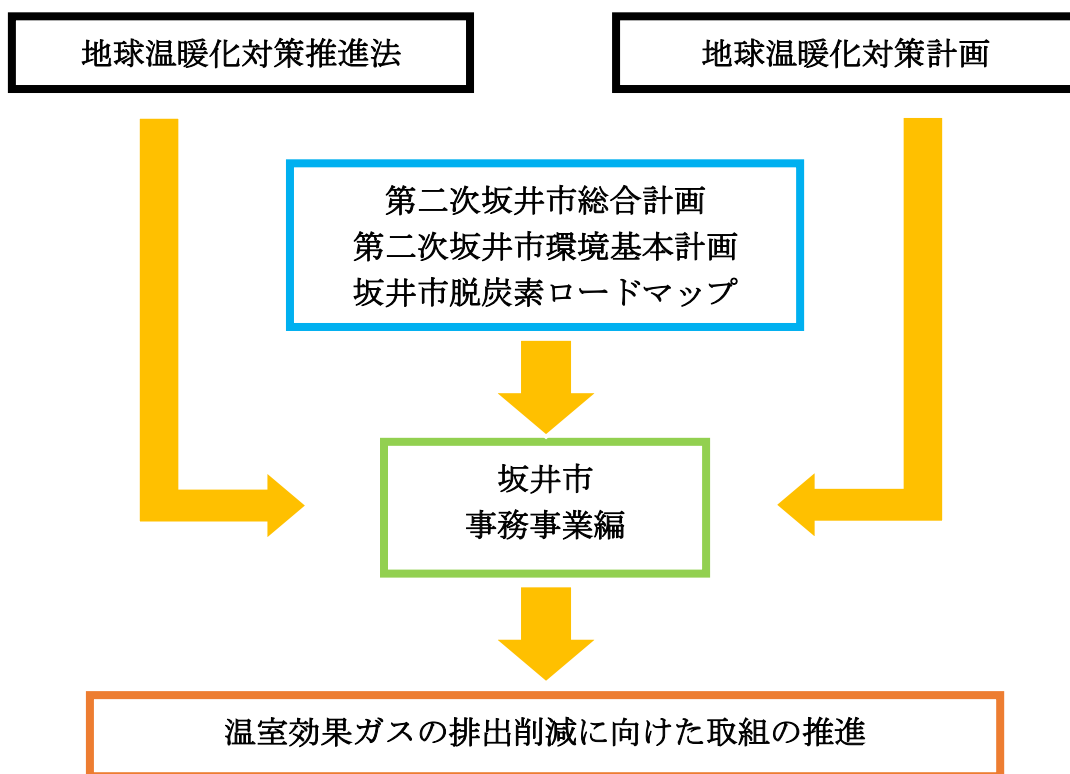 地球温暖化対策推進法
地球温暖化対策計画
第二次坂井市総合計画
第二次坂井市環境基本計画
坂井市脱炭素ロードマップ
坂井市
事務事業編
温室効果ガスの排出削減に向けた取組の推進